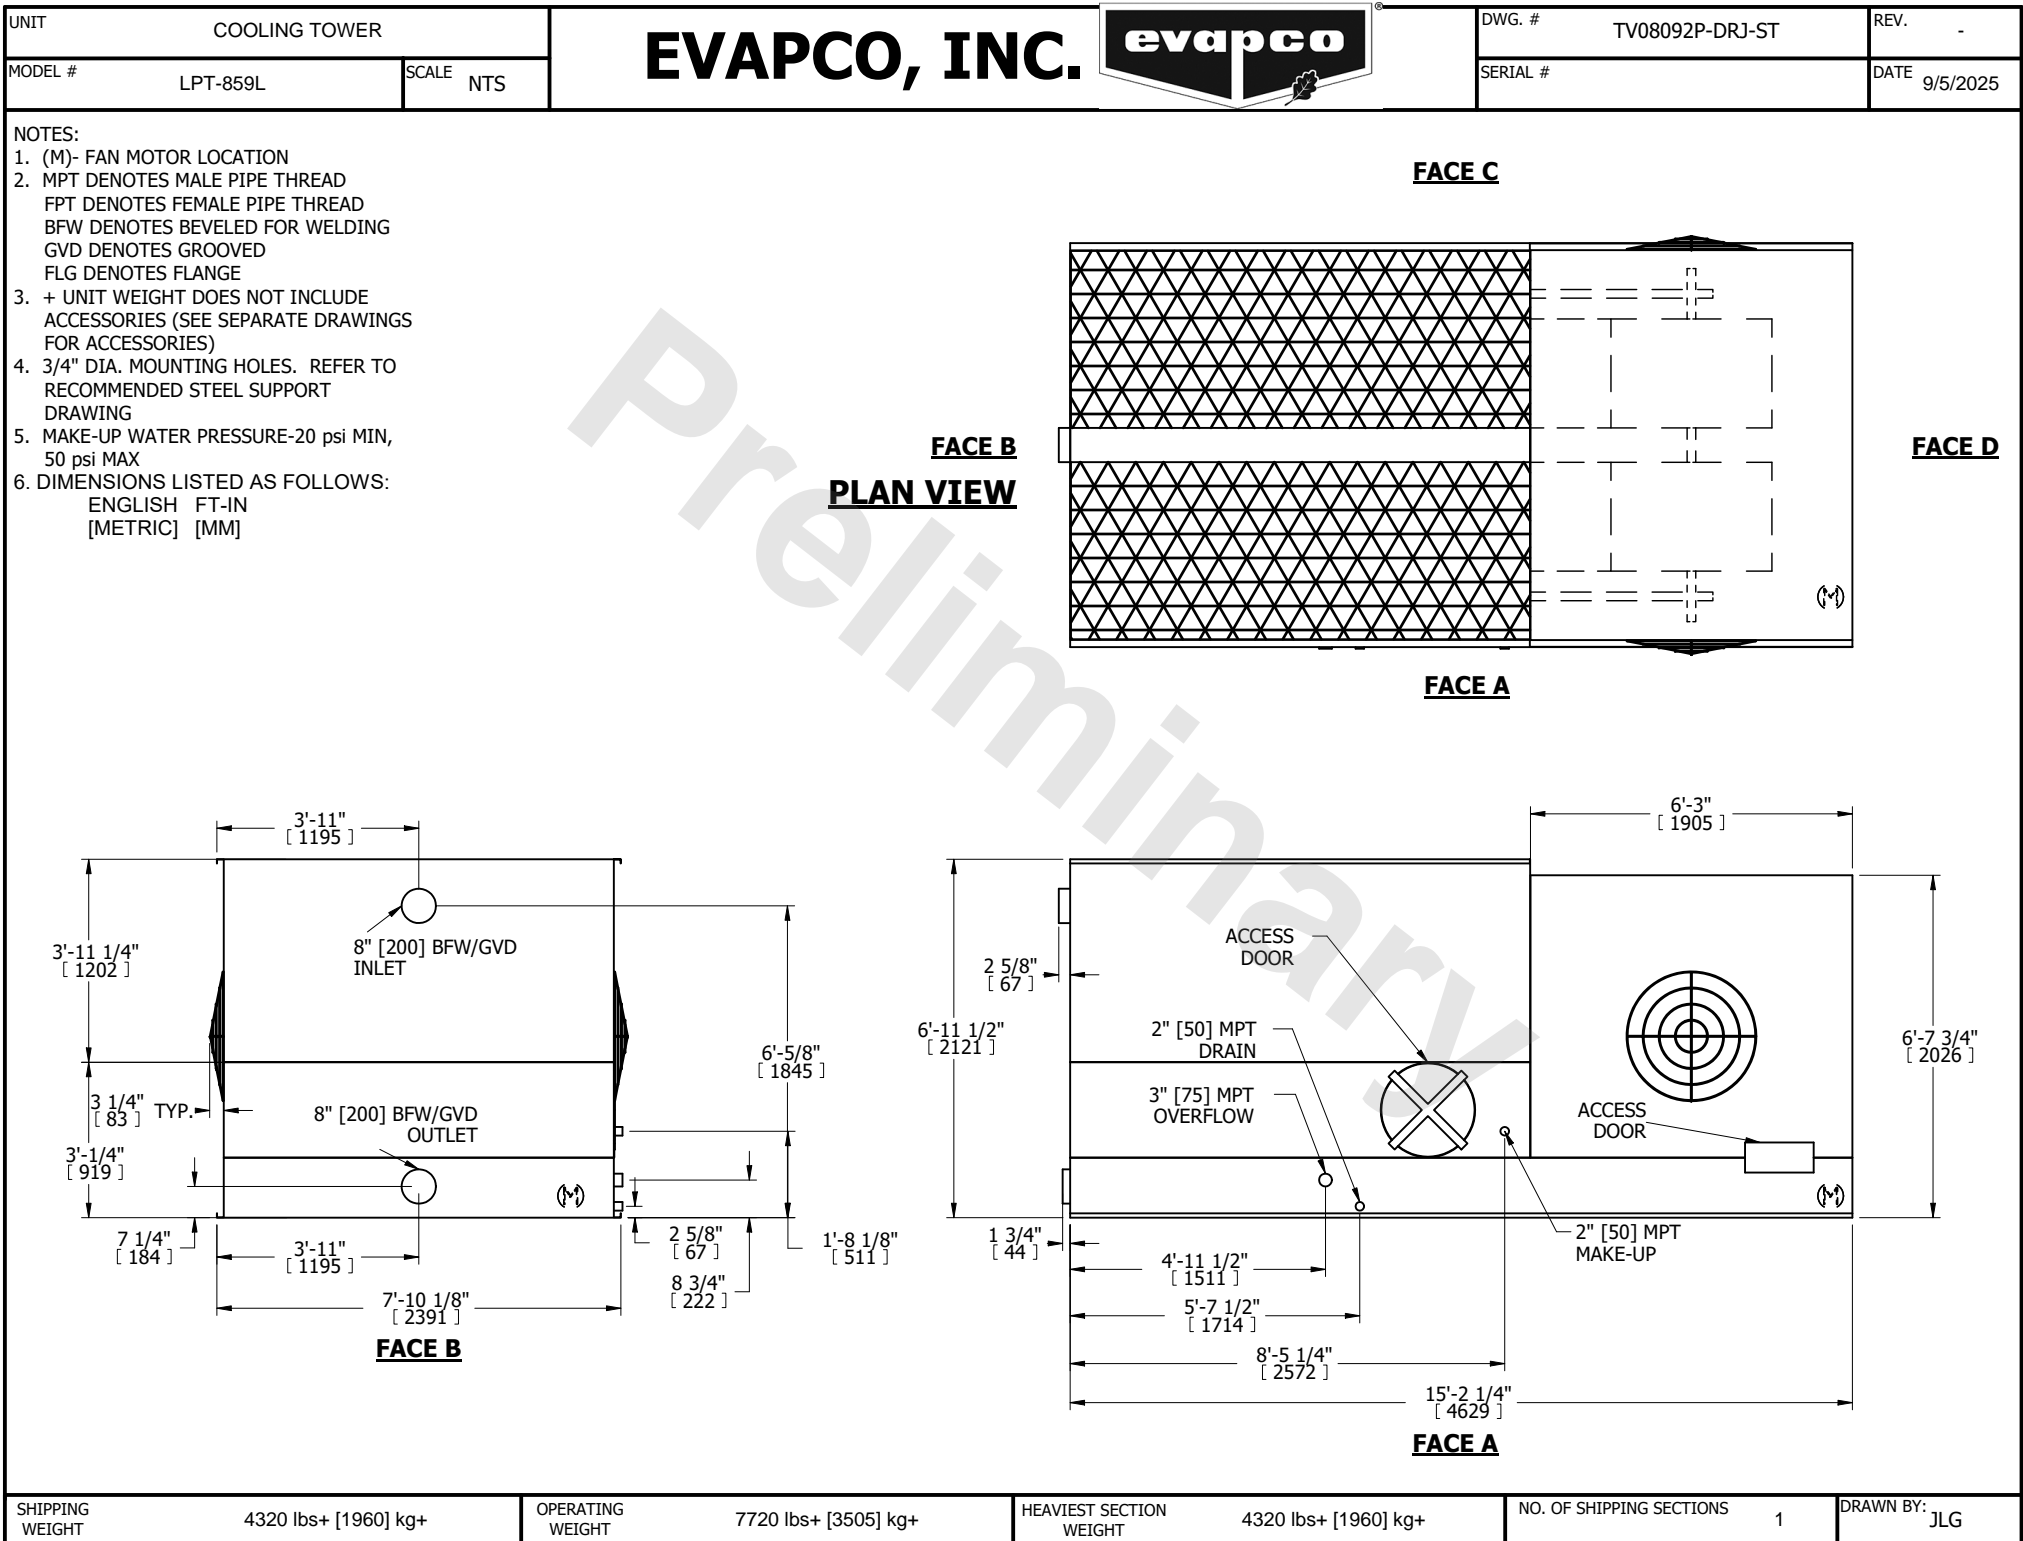 UNIT
COOLING TOWER
MODEL #
LPT-859L
SCALE
NTS
EVAPCO, INC.
evapco
®
DWG. #
TV08092P-DRJ-ST
REV.
-
SERIAL #
DATE
9/5/2025
NOTES:
1. (M)- FAN MOTOR LOCATION
2. MPT DENOTES MALE PIPE THREAD
FPT DENOTES FEMALE PIPE THREAD
BFW DENOTES BEVELED FOR WELDING
GVD DENOTES GROOVED
FLG DENOTES FLANGE
3. + UNIT WEIGHT DOES NOT INCLUDE
ACCESSORIES (SEE SEPARATE DRAWINGS
FOR ACCESSORIES)
4. 3/4" DIA. MOUNTING HOLES. REFER TO
RECOMMENDED STEEL SUPPORT
DRAWING
5. MAKE-UP WATER PRESSURE-20 psi MIN,
50 psi MAX
6. DIMENSIONS LISTED AS FOLLOWS:
ENGLISH FT-IN
[METRIC] [MM]
Preliminary
FACE C
FACE B
PLAN VIEW
FACE D
(M)
FACE A
3'-11"
[ 1195 ]
3'-11 1/4"
[ 1202 ]
8" [200] BFW/GVD
INLET
6'-5/8"
[ 1845 ]
3 1/4"
[ 83 ]
TYP.
8" [200] BFW/GVD
OUTLET
3'-1/4"
[ 919 ]
(M)
7 1/4"
[ 184 ]
3'-11"
[ 1195 ]
2 5/8"
[ 67 ]
1'-8 1/8"
[ 511 ]
8 3/4"
[ 222 ]
7'-10 1/8"
[ 2391 ]
FACE B
6'-3"
[ 1905 ]
2 5/8"
[ 67 ]
ACCESS
DOOR
6'-11 1/2"
[ 2121 ]
2" [50] MPT
DRAIN
6'-7 3/4"
[ 2026 ]
3" [75] MPT
OVERFLOW
ACCESS
DOOR
(M)
1 3/4"
[ 44 ]
2" [50] MPT
MAKE-UP
4'-11 1/2"
[ 1511 ]
5'-7 1/2"
[ 1714 ]
8'-5 1/4"
[ 2572 ]
15'-2 1/4"
[ 4629 ]
FACE A
SHIPPING
WEIGHT
4320 lbs+ [1960] kg+
OPERATING
WEIGHT
7720 lbs+ [3505] kg+
HEAVIEST SECTION
WEIGHT
4320 lbs+ [1960] kg+
NO. OF SHIPPING SECTIONS
1
DRAWN BY:
JLG